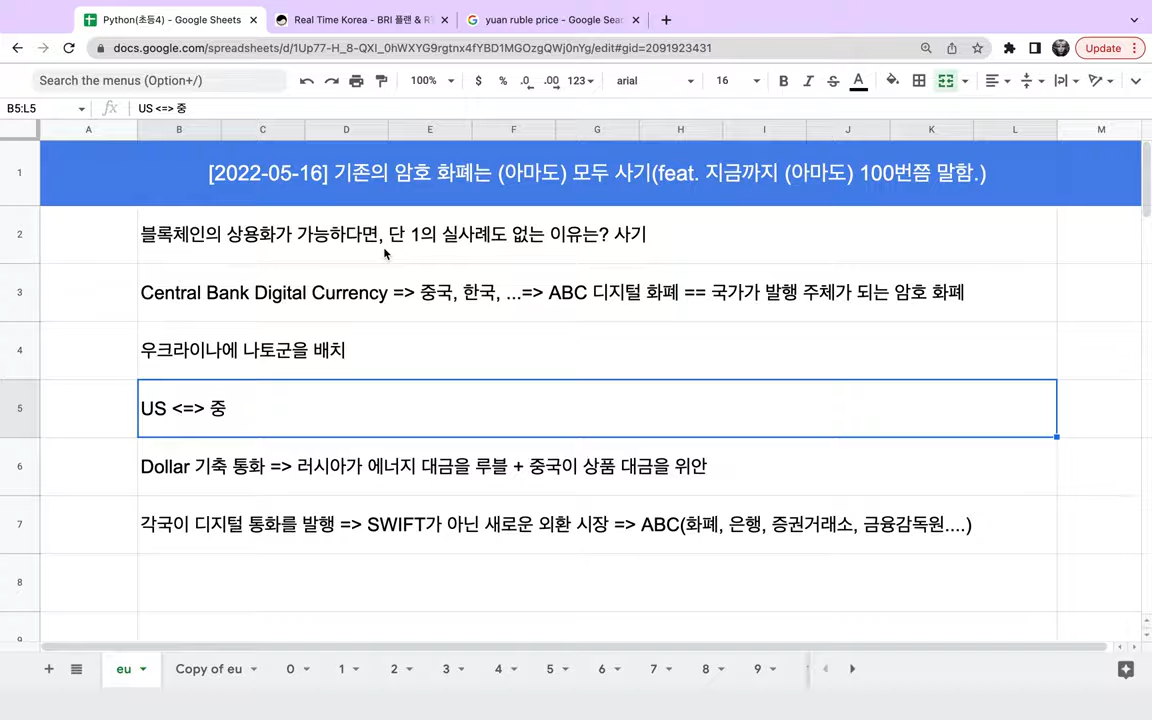 Python(초등4) - Google Sheets
Real Time Korea - BRI 플랜 & R
yuan ruble price - Google Sea
docs.google.com/spreadsheets/d/1Up77-H_8-QXI_0hWXYG9rgtnx4fYBD1MGOzgQWj0nYg/edit#gid=2091923431
Update
Search the menus (Option+/)
100%
$ % .0 .00 123
arial
16
B I S A
B5:L5
fx
US <=> 중
A B C D E F G H I J K L M
1 [2022-05-16] 기존의 암호 화폐는 (아마도) 모두 사기(feat. 지금까지 (아마도) 100번쯤 말함.)
2 블록체인의 상용화가 가능하다면, 단 1의 실사례도 없는 이유는? 사기
3 Central Bank Digital Currency => 중국, 한국, ...=> ABC 디지털 화폐 == 국가가 발행 주체가 되는 암호 화폐
4 우크라이나에 나토군을 배치
5 US <=> 중
6 Dollar 기축 통화 => 러시아가 에너지 대금을 루블 + 중국이 상품 대금을 위안
7 각국이 디지털 통화를 발행 => SWIFT가 아닌 새로운 외환 시장 => ABC(화폐, 은행, 증권거래소, 금융감독원....)
8
9
eu
Copy of eu
0 1 2 3 4 5 6 7 8 9